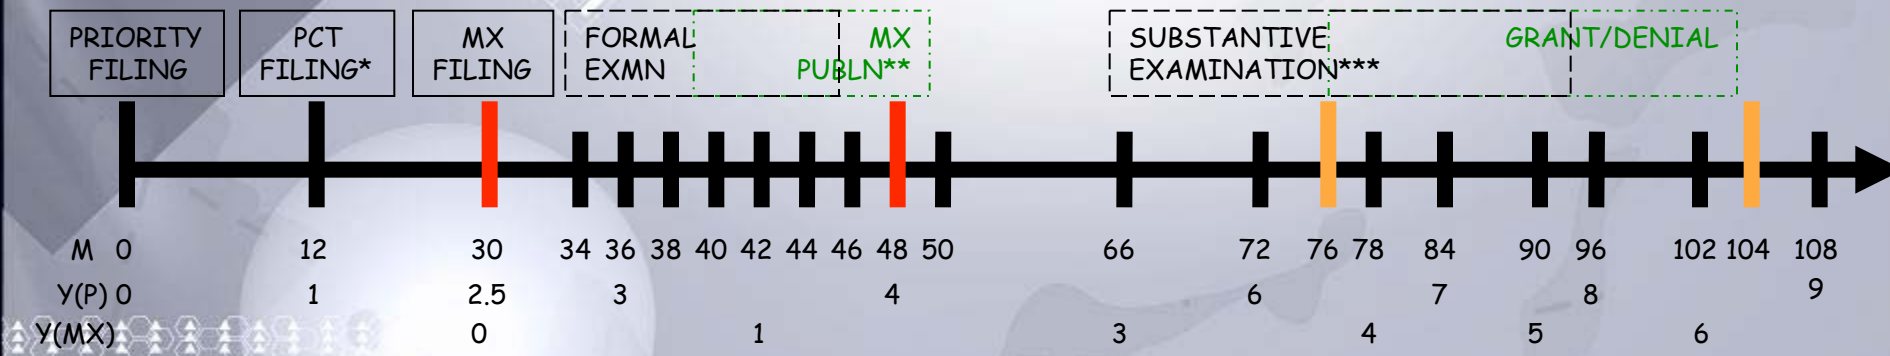 PRIORITY FILING
PCT FILING*
MX FILING
FORMAL EXMN
MX PUBLN**
SUBSTANTIVE EXAMINATION***
GRANT/DENIAL
M 0 12 30 34 36 38 40 42 44 46 48 50 66 72 76 78 84 90 96 102 104 108
Y(P) 0 1 2.5 3 4 6 7 8 9
Y(MX) 0 1 3 4 5 6